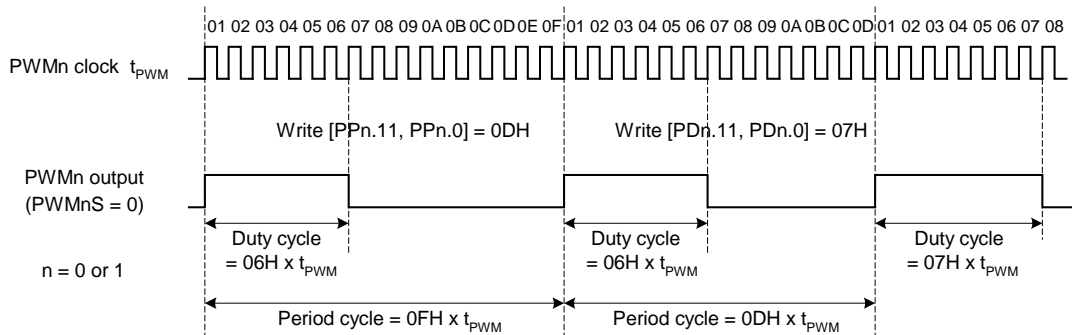 01 02 03 04 05 06 07 08 09 0A 0B 0C 0D 0E 0F 01 02 03 04 05 06 07 08 09 0A 0B 0C 0D 01 02 03 04 05 06 07 08
PWMn clock tPWM
Write [PPn.11, PPn.0] = 0DH Write [PDn.11, PDn.0] = 07H
PWMn output
(PWMnS = 0)
Duty cycle Duty cycle Duty cycle
= 06H x tPWM = 06H x tPWM = 07H x tPWM
n = 0 or 1
Period cycle = 0FH x tPWM Period cycle = 0DH x tPWM